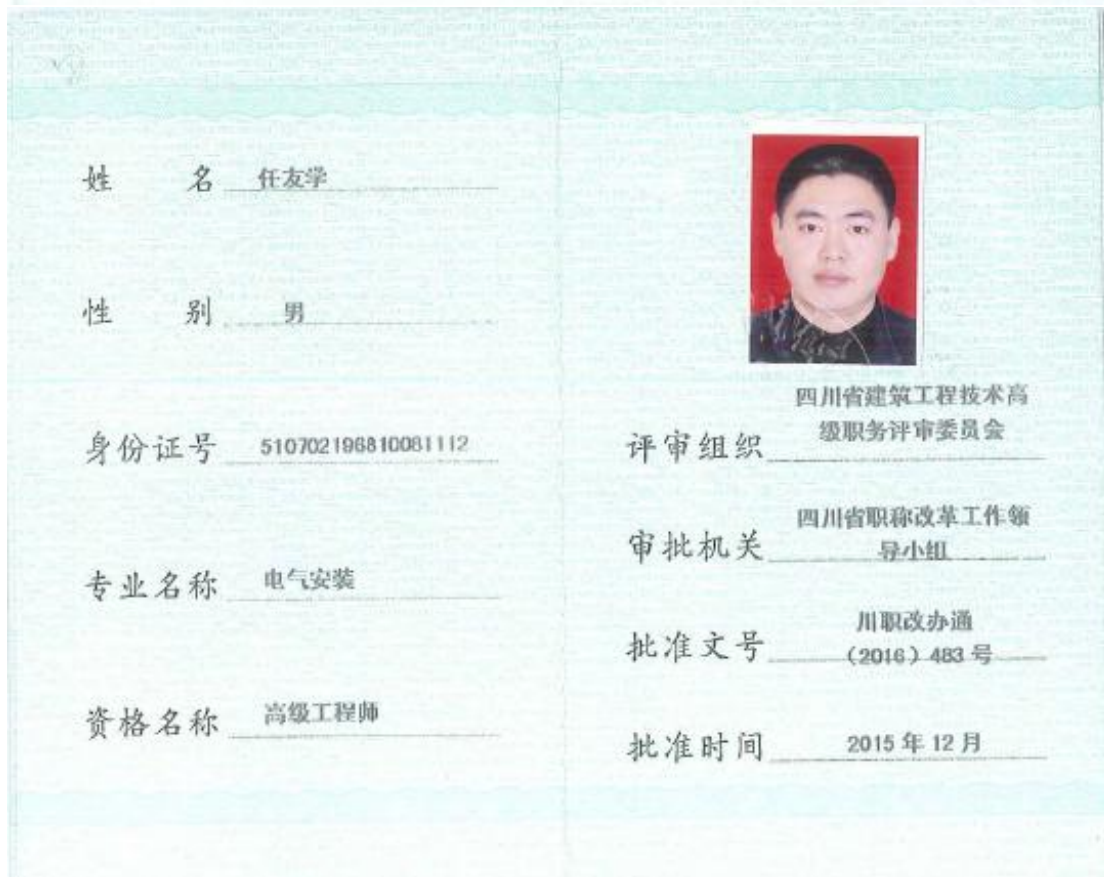 姓 名 任友学
性 别 男
身份证号 510702196810081112
专业名称 电气安装
资格名称 高级工程师
四川省建筑工程技术高
评审组织 级职务评审委员会
四川省职称改革工作领
审批机关 导小组
川职改办通
批准文号 （2016）483 号
批准时间 2015 年 12 月